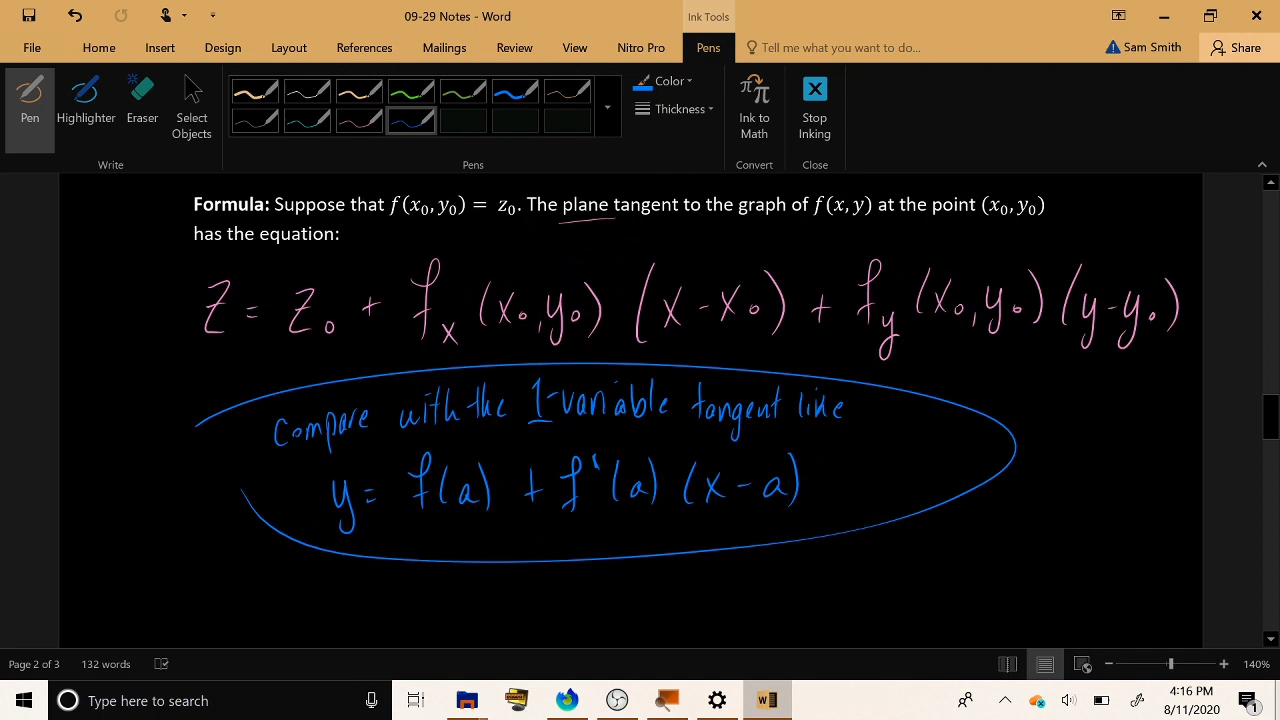 09-29 Notes - Word
Ink Tools
File Home Insert Design Layout References Mailings Review View Nitro Pro Pens Tell me what you want to do... Sam Smith Share
Pen Highlighter Eraser Select Objects
Color
Thickness
Ink to Math
Stop Inking
Write Pens Convert Close
Formula: Suppose that f(x₀, y₀) = z₀. The plane tangent to the graph of f(x, y) at the point (x₀, y₀)
has the equation:
z = z₀ + fₓ (x₀, y₀) (x - x₀) + f_y (x₀, y₀) (y - y₀)
Compare with the 1-variable tangent line
y = f(a) + f'(a) (x - a)
Page 2 of 3 132 words 140%
Type here to search
4:16 PM
8/11/2020
1